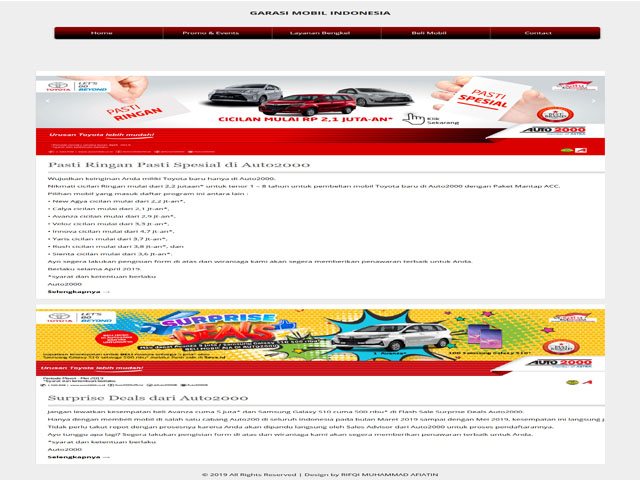 GARASI MOBIL INDONESIA
Home Promo & Events Layanan Bengkel Beli Mobil Contact
TOYOTA LET'S GO BEYOND
PASTI RINGAN
PASTI SPESIAL
CICILAN MULAI RP 2,1 JUTA-AN*
Klik Sekarang
Urusan Toyota lebih mudah!
AUTO 2000
Pasti Ringan Pasti Spesial di Auto2000
Wujudkan keinginan Anda miliki Toyota baru hanya di Auto2000.
Nikmati cicilan Ringan mulai dari 2,2 jutaan* untuk tenor 1 – 8 tahun untuk pembelian mobil Toyota baru di Auto2000 dengan Paket Mantap ACC.
Pilihan mobil yang masuk daftar program ini antara lain :
• New Agya cicilan mulai dari 2,2 jt-an*,
• Calya cicilan mulai dari 2,1 jt-an*,
• Avanza cicilan mulai dari 2,9 jt-an*,
• Veloz cicilan mulai dari 3,3 jt-an*,
• Innova cicilan mulai dari 4,7 jt-an*,
• Yaris cicilan mulai dari 3,7 jt-an*,
• Rush cicilan mulai dari 3,8 jt-an*, dan
• Sienta cicilan mulai dari 3,6 jt-an*.
Ayo segera lakukan pengisian form di atas dan wiraniaga kami akan segera memberikan penawaran terbaik untuk Anda.
Berlaku selama April 2019.
*syarat dan ketentuan berlaku
Auto2000
Selengkapnya →
TOYOTA LET'S GO BEYOND
SURPRISE DEALS
1 Avanza*
100 Samsung Galaxy S10*
Urusan Toyota lebih mudah!
AUTO 2000
Surprise Deals dari Auto2000
Jangan lewatkan kesempatan beli Avanza cuma 5 juta* dan Samsung Galaxy S10 cuma 500 ribu* di Flash Sale Surprise Deals Auto2000.
Hanya dengan membeli mobil di salah satu cabang Auto200 di seluruh Indonesia pada bulan Maret 2019 sampai dengan Mei 2019, kesempatan ini langsung j
Tidak perlu takut repot dengan prosesnya karena Anda akan dipandu langsung oleh Sales Advisor dari Auto2000 untuk proses pendaftarannya.
Ayo tunggu apa lagi? Segera lakukan pengisian form di atas dan wiraniaga kami akan segera memberikan penawaran terbaik untuk Anda.
*syarat dan ketentuan berlaku
Auto2000
Selengkapnya →
© 2019 All Rights Reserved | Design by RIFQI MUHAMMAD AFIATIN